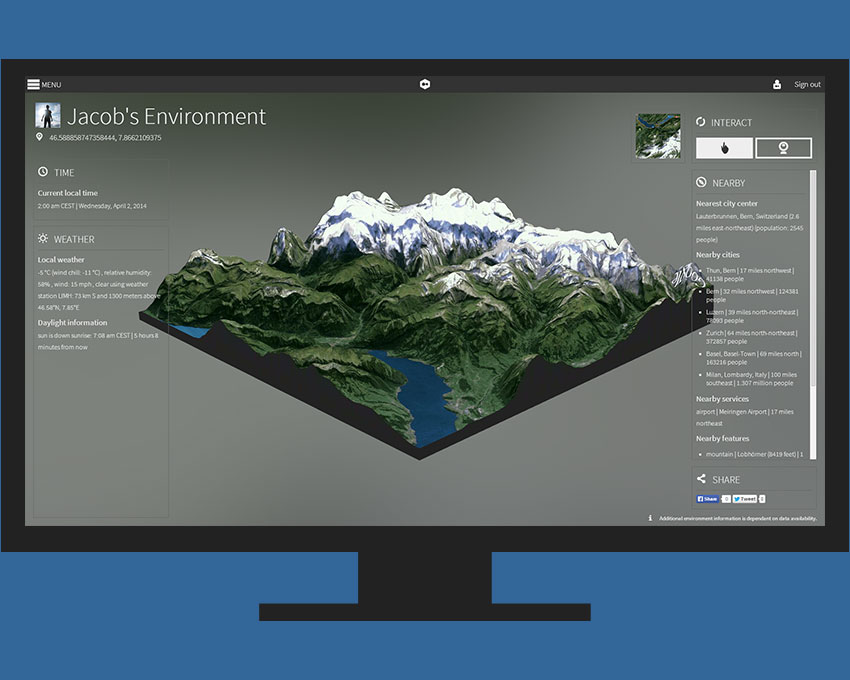 MENU
Sign out
Jacob's Environment
46.588858747358444, 7.8662109375
TIME
Current local time
2:00 am CEST | Wednesday, April 2, 2014
WEATHER
Local weather
-5 °C (wind chill: -11 °C) , relative humidity:
58% , wind: 15 mph , clear using weather
station LIMH: 73 km S and 1300 meters above
46.58°N, 7.85°E
Daylight information
sun is down sunrise: 7:08 am CEST | 5 hours 8
minutes from now
INTERACT
NEARBY
Nearest city center
Lauterbrunnen, Bern, Switzerland (2.6
miles east-northeast) (population: 2545
people)
Nearby cities
Thun, Bern | 17 miles northwest |
41138 people
Bern | 32 miles northwest | 124381
people
Luzern | 39 miles north-northeast |
78093 people
Zurich | 64 miles north-northeast |
372857 people
Basel, Basel-Town | 69 miles north |
163216 people
Milan, Lombardy, Italy | 100 miles
southeast | 1.307 million people
Nearby services
airport | Meiringen Airport | 17 miles
northeast
Nearby features
mountain | Lobhörner (8419 feet) | 1
SHARE
Share 0 Tweet 0
Additional environment information is dependant on data availability.